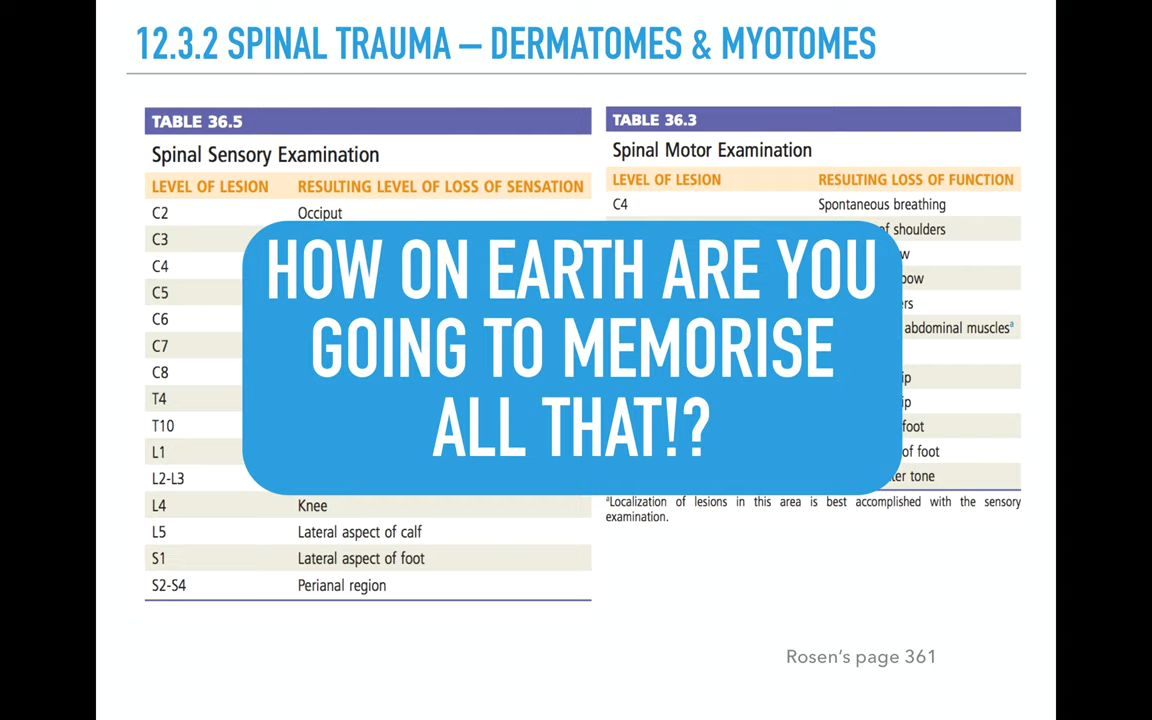 12.3.2 SPINAL TRAUMA – DERMATOMES & MYOTOMES
TABLE 36.5
Spinal Sensory Examination
LEVEL OF LESION RESULTING LEVEL OF LOSS OF SENSATION
C2 Occiput
C3
C4
C5
C6
C7
C8
T4
T10
L1
L2-L3
L4 Knee
L5 Lateral aspect of calf
S1 Lateral aspect of foot
S2-S4 Perianal region
TABLE 36.3
Spinal Motor Examination
LEVEL OF LESION RESULTING LOSS OF FUNCTION
C4 Spontaneous breathing
of shoulders
abdominal musclesª
foot
of foot
tone
ªLocalization of lesions in this area is best accomplished with the sensory
examination.
HOW ON EARTH ARE YOU
GOING TO MEMORISE
ALL THAT!?
Rosen's page 361